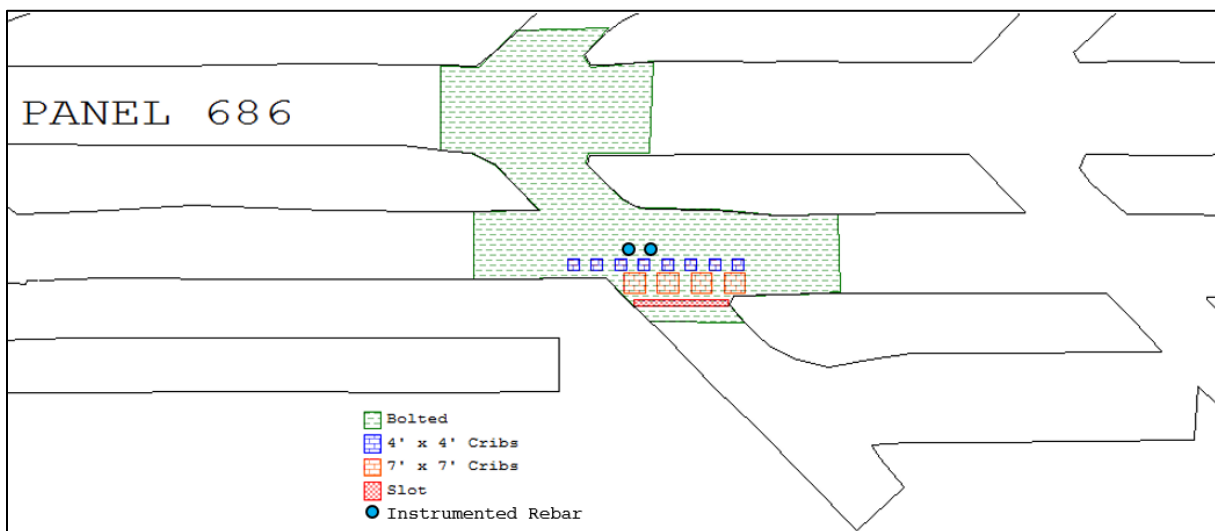 PANEL 686
Bolted
4' x 4' Cribs
7' x 7' Cribs
Slot
Instrumented Rebar